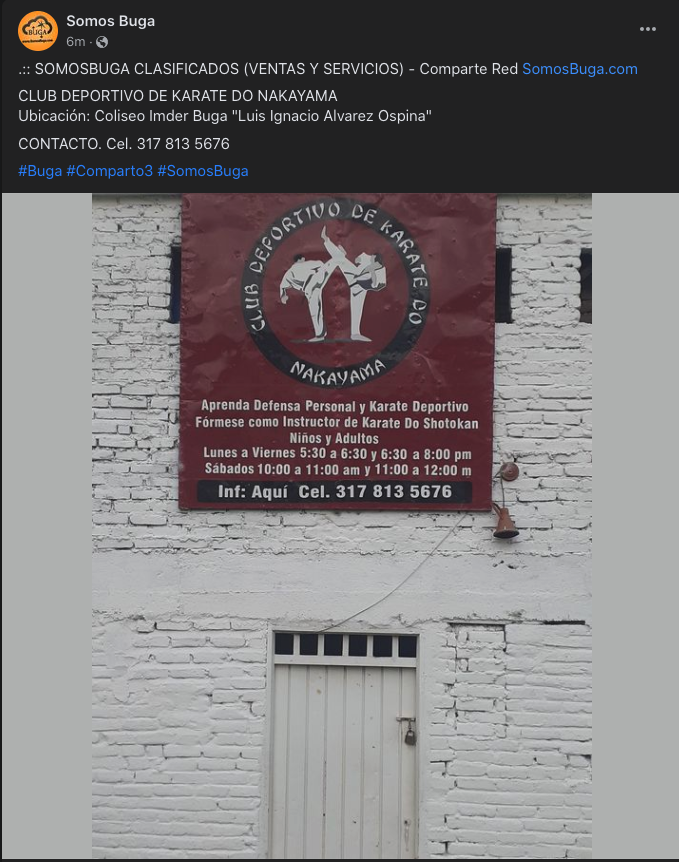 Somos Buga
6m ·
.:: SOMOSBUGA CLASIFICADOS (VENTAS Y SERVICIOS) - Comparte Red SomosBuga.com
CLUB DEPORTIVO DE KARATE DO NAKAYAMA
Ubicación: Coliseo Imder Buga "Luis Ignacio Alvarez Ospina"
CONTACTO. Cel. 317 813 5676
#Buga #Comparto3 #SomosBuga
CLUB DEPORTIVO DE KARATE DO
NAKAYAMA
Aprenda Defensa Personal y Karate Deportivo
Fórmese como Instructor de Karate Do Shotokan
Niños y Adultos
Lunes a Viernes 5:30 a 6:30 y 6:30 a 8:00 pm
Sábados 10:00 a 11:00 am y 11:00 a 12:00 m
Inf: Aquí Cel. 317 813 5676